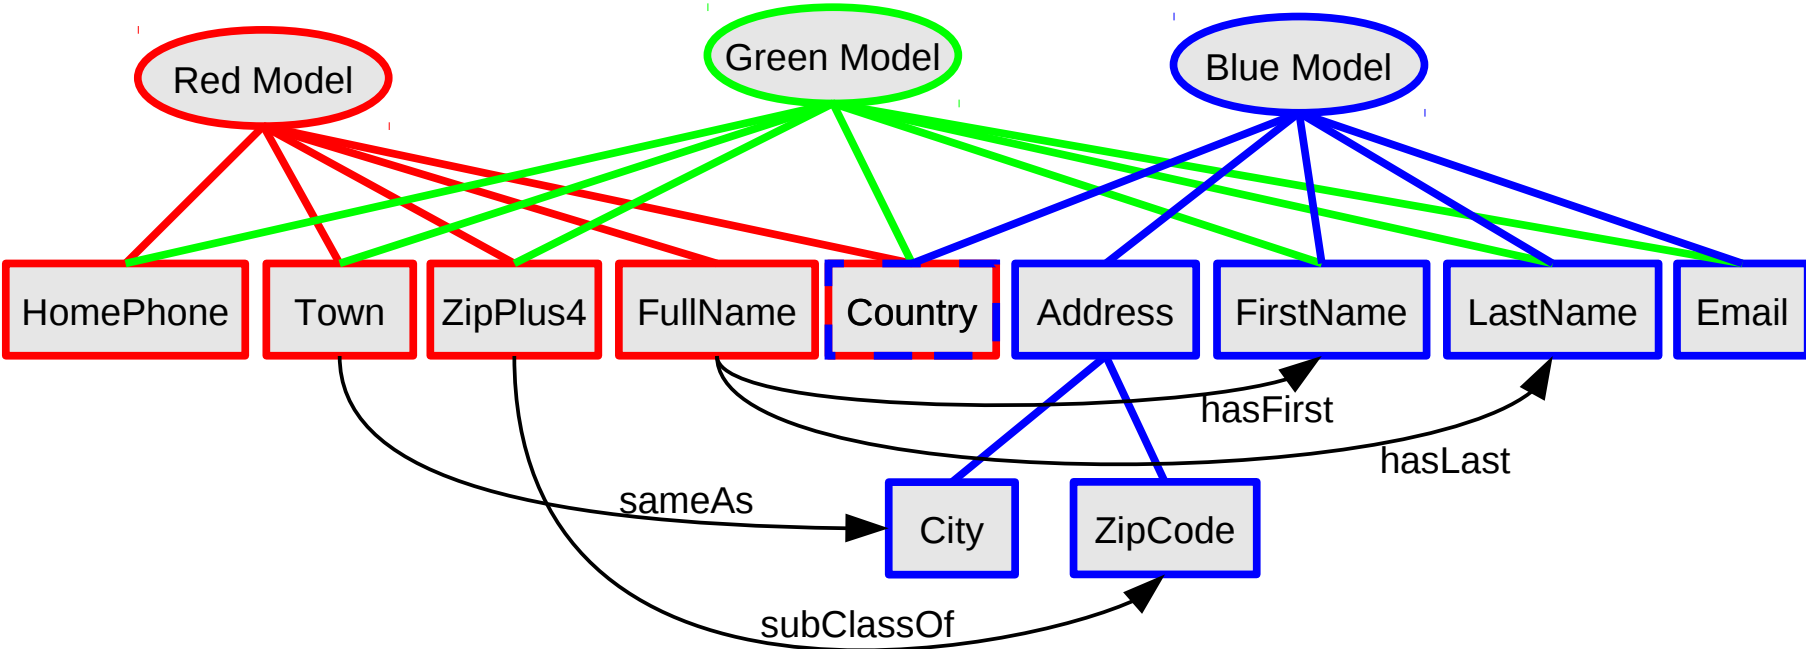 Red Model
Green Model
Blue Model
HomePhone
Town
ZipPlus4
FullName
Country
Address
FirstName
LastName
Email
hasFirst
hasLast
sameAs
City
ZipCode
subClassOf